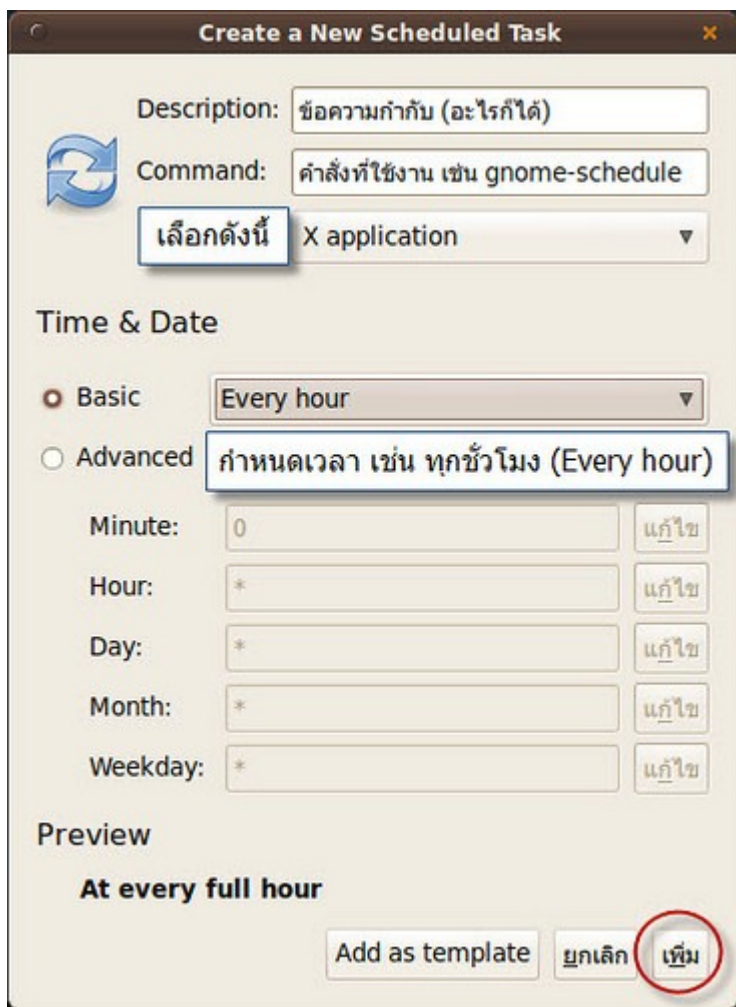 Create a New Scheduled Task
Description: ข้อความกำกับ (อะไรก็ได้)
Command: คำสั่งที่ใช้งาน เช่น gnome-schedule
เลือกดังนี้ X application
Time & Date
Basic Every hour
Advanced กำหนดเวลา เช่น ทุกชั่วโมง (Every hour)
Minute: 0 แก้ไข
Hour: * แก้ไข
Day: * แก้ไข
Month: * แก้ไข
Weekday: * แก้ไข
Preview
At every full hour
Add as template ยกเลิก เพิ่ม